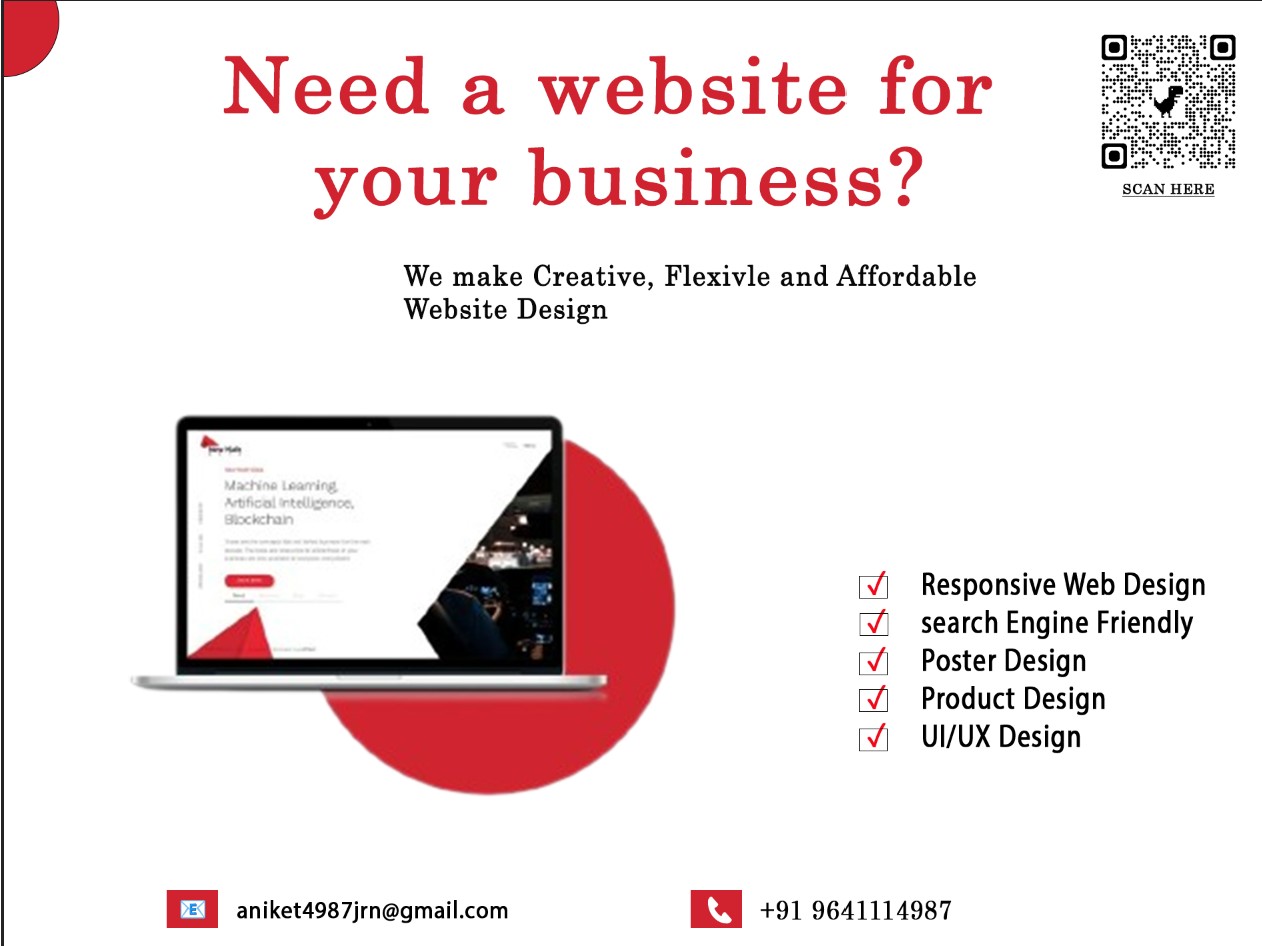 Need a website for
your business?
SCAN HERE
We make Creative, Flexivle and Affordable
Website Design
Machine Learning,
Artificial Intelligence,
Blockchain
Responsive Web Design
search Engine Friendly
Poster Design
Product Design
UI/UX Design
aniket4987jrn@gmail.com
+91 9641114987